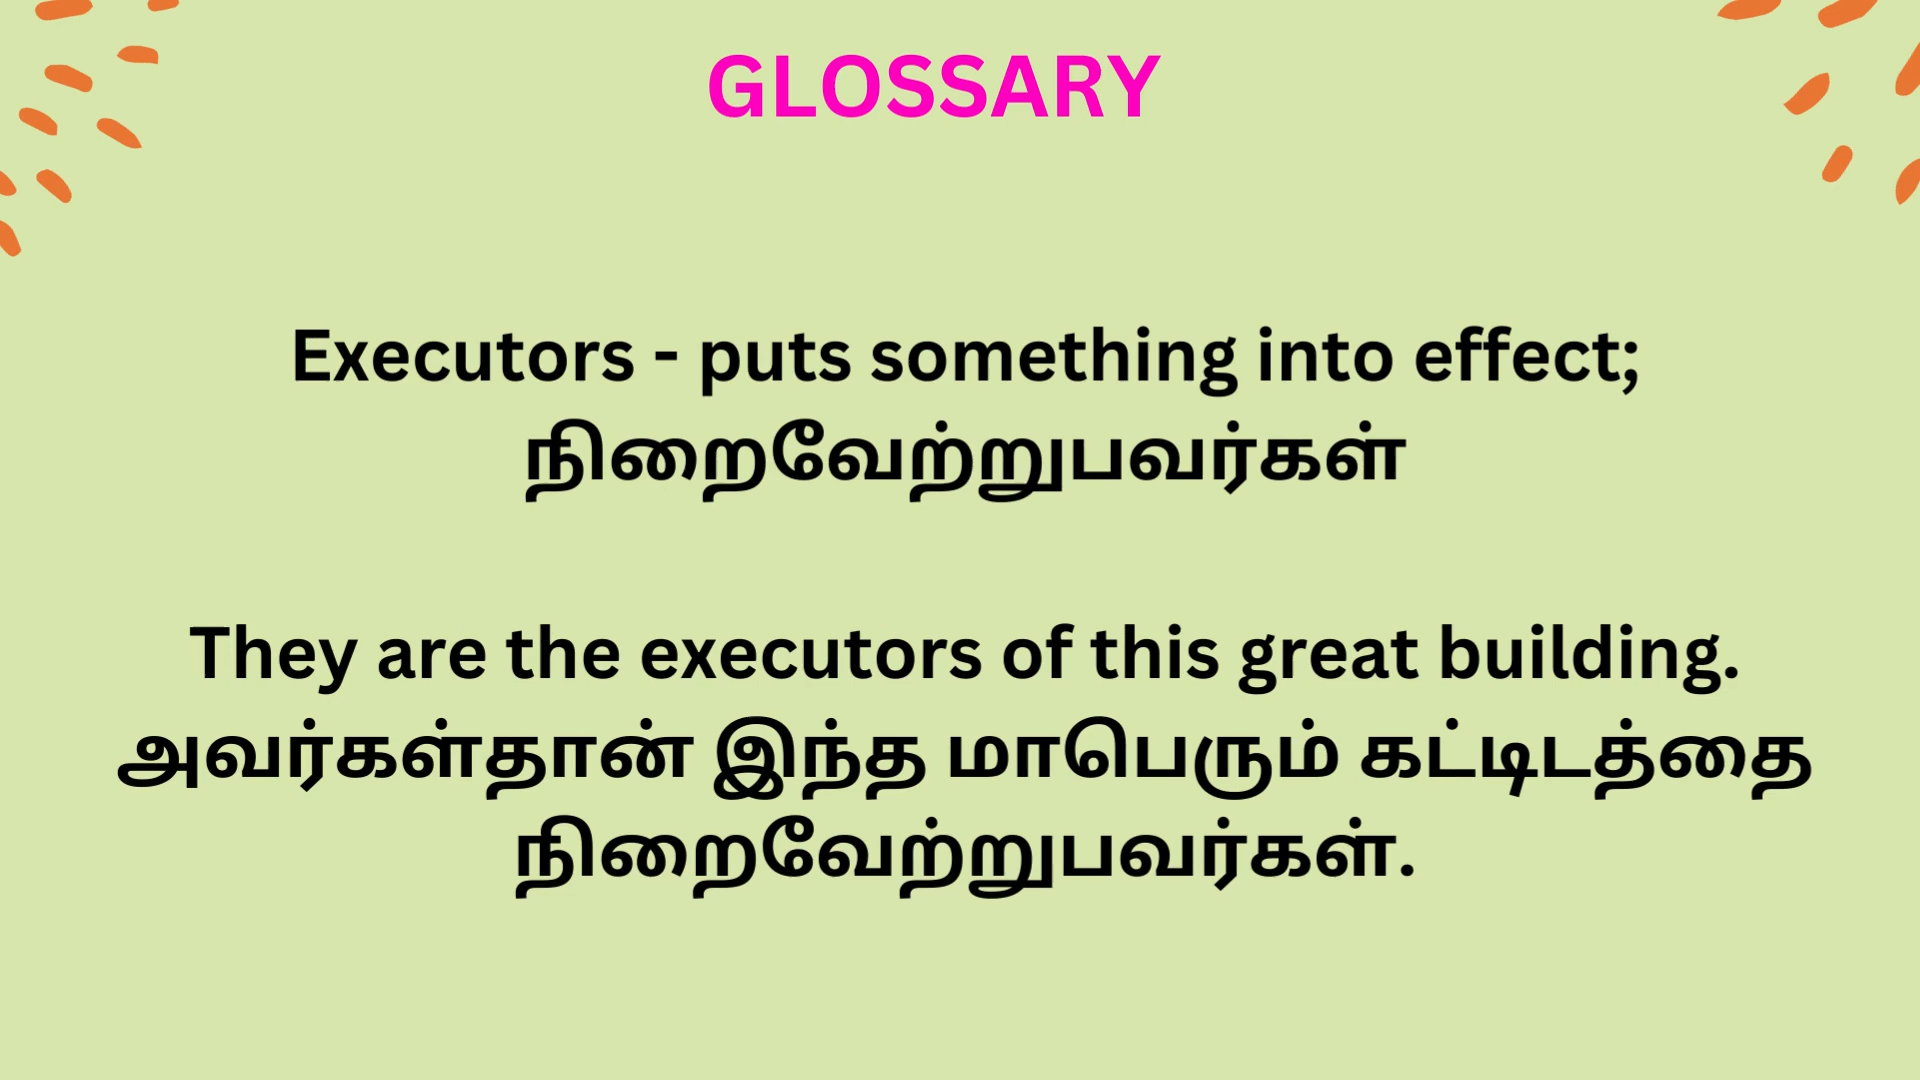 GLOSSARY
Executors - puts something into effect;
நிறைவேற்றுபவர்கள்
They are the executors of this great building.
அவர்கள்தான் இந்த மாபெரும் கட்டிடத்தை
நிறைவேற்றுபவர்கள்.